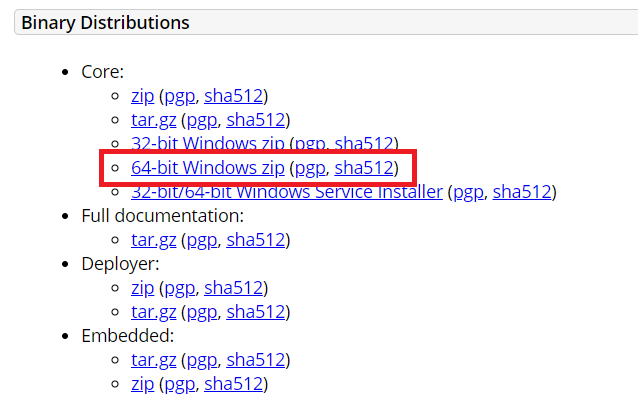 Binary Distributions
Core:
zip (pgp, sha512)
tar.gz (pgp, sha512)
32-bit Windows zip (pgp, sha512)
64-bit Windows zip (pgp, sha512)
32-bit/64-bit Windows Service Installer (pgp, sha512)
Full documentation:
tar.gz (pgp, sha512)
Deployer:
zip (pgp, sha512)
tar.gz (pgp, sha512)
Embedded:
tar.gz (pgp, sha512)
zip (pgp, sha512)